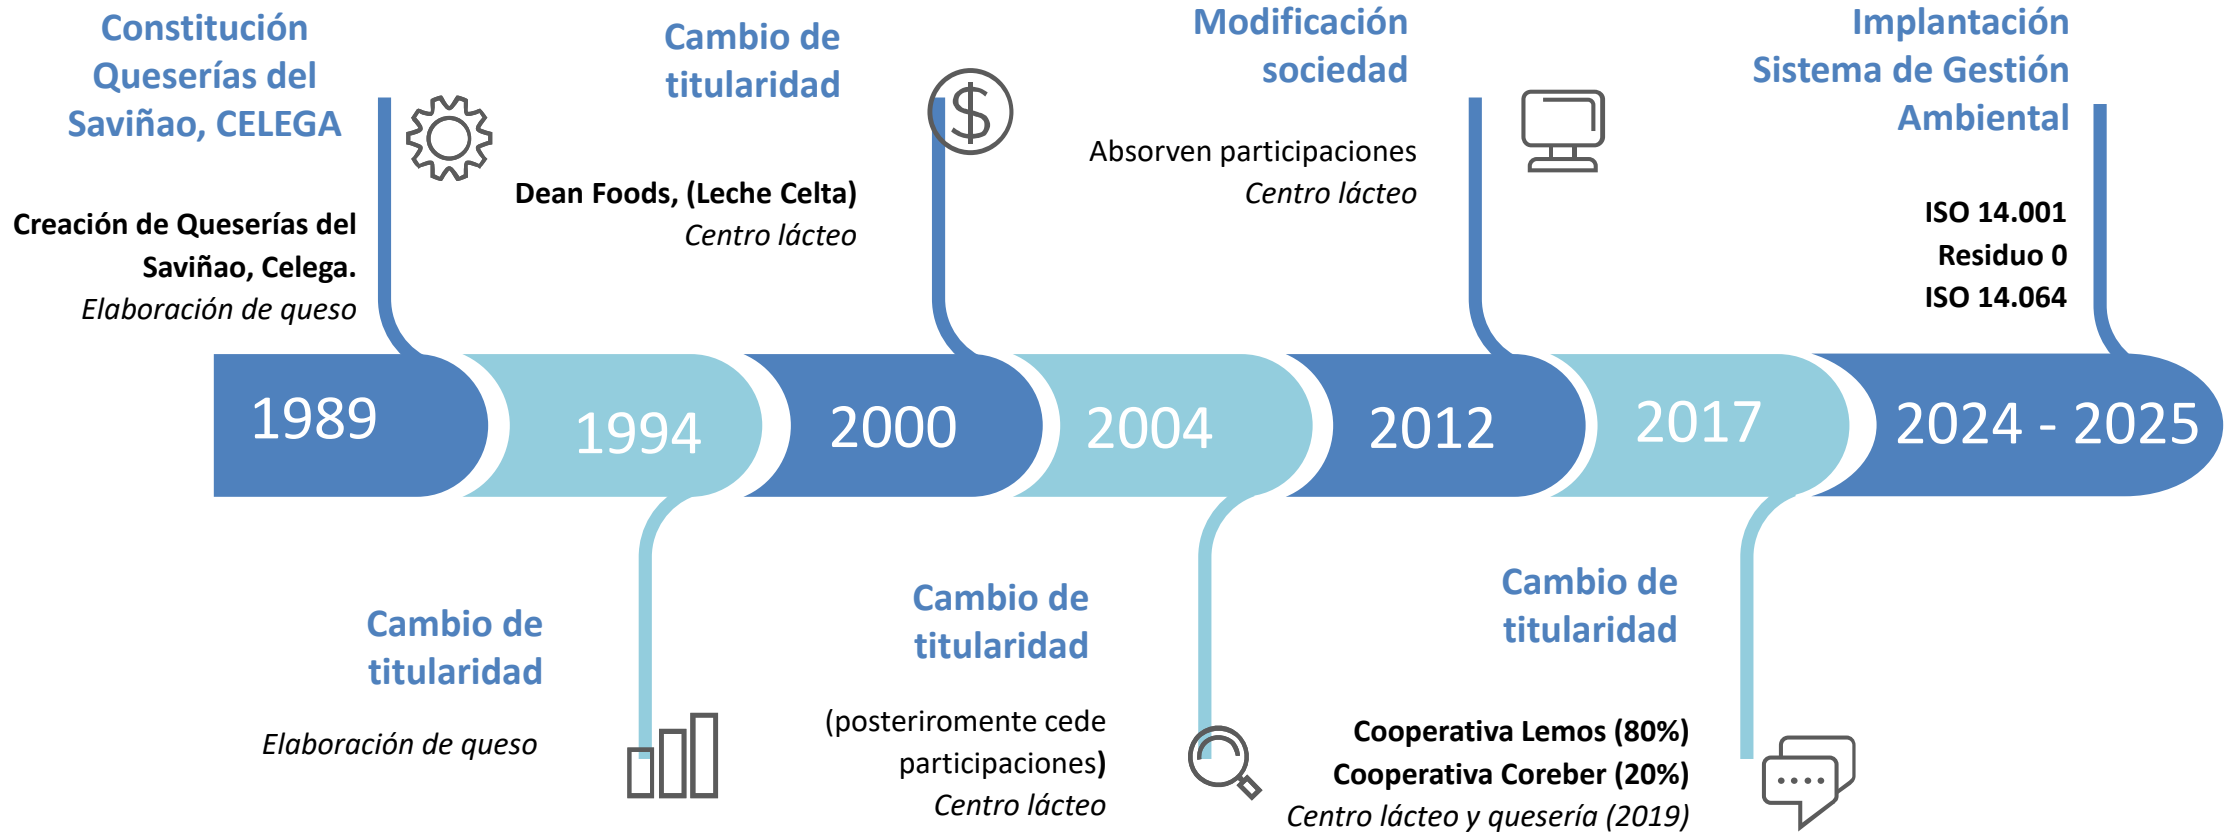 Constitución
Queserías del
Saviñao, CELEGA
Creación de Queserías del
Saviñao, Celega.
Elaboración de queso
Cambio de
titularidad
Dean Foods, (Leche Celta)
Centro lácteo
Modificación
sociedad
Absorven participaciones
Centro lácteo
Implantación
Sistema de Gestión
Ambiental
ISO 14.001
Residuo 0
ISO 14.064
1989
1994
2000
2004
2012
2017
2024 - 2025
Cambio de
titularidad
Elaboración de queso
Cambio de
titularidad
(posteriromente cede
participaciones)
Centro lácteo
Cambio de
titularidad
Cooperativa Lemos (80%)
Cooperativa Coreber (20%)
Centro lácteo y quesería (2019)